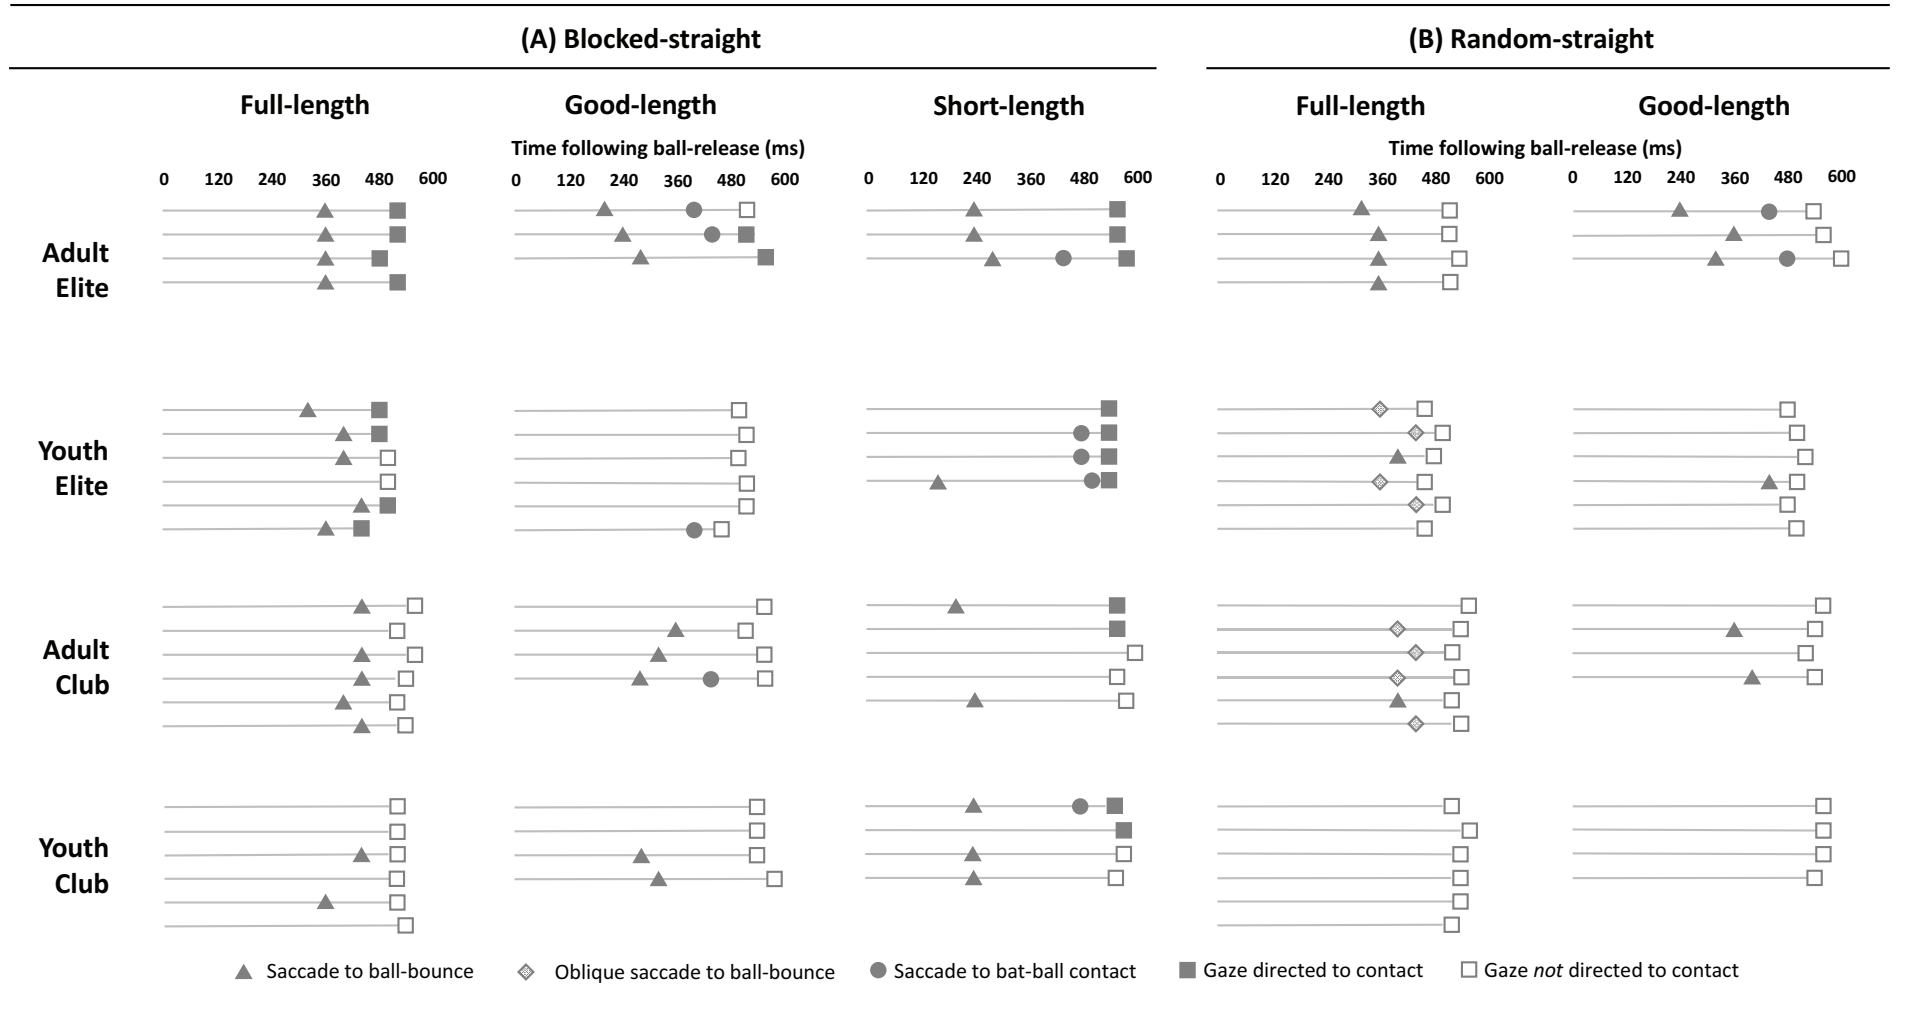 (A) Blocked-straight (B) Random-straight
Full-length Good-length Short-length Full-length Good-length
Time following ball-release (ms) Time following ball-release (ms)
0 120 240 360 480 600 0 120 240 360 480 600 0 120 240 360 480 600 0 120 240 360 480 600 0 120 240 360 480 600
Adult
Elite
Youth
Elite
Adult
Club
Youth
Club
Saccade to ball-bounce Oblique saccade to ball-bounce Saccade to bat-ball contact Gaze directed to contact Gaze not directed to contact